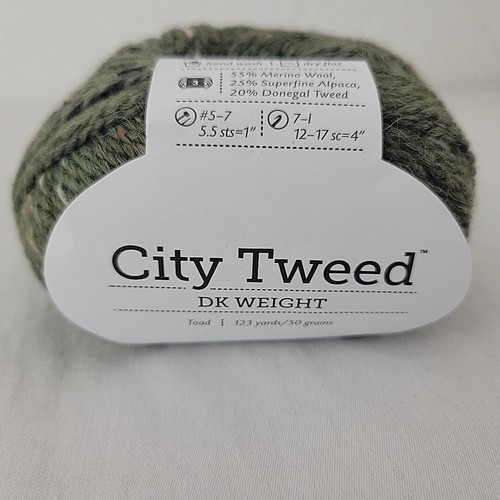 hand wash | dry flat
3
55% Merino Wool,
25% Superfine Alpaca,
20% Donegal Tweed
#5-7
5.5 sts=1"
7-I
12-17 sc=4"
City Tweed™
DK WEIGHT
Toad ⁞ 123 yards/50 grams